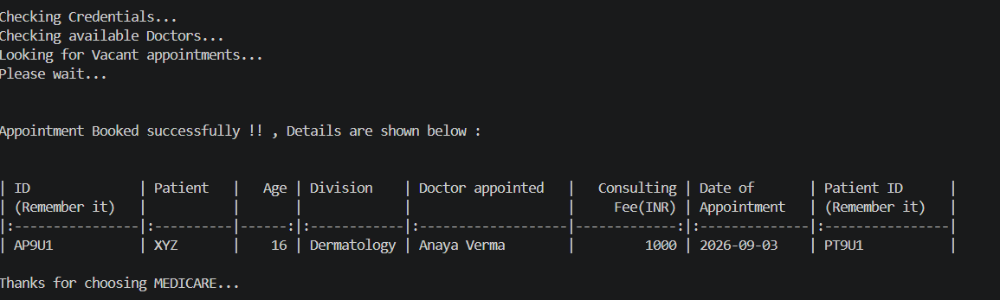 Checking Credentials...
Checking available Doctors...
Looking for Vacant appointments...
Please wait...
Appointment Booked successfully !! , Details are shown below :
| ID             | Patient  |   Age | Division    | Doctor appointed   |   Consulting | Date of       | Patient ID     |
| (Remember it)  |          |       |             |                    |     Fee(INR) | Appointment   | (Remember it)  |
|:---------------|:---------|------:|:------------|:-------------------|-------------:|:--------------|:---------------|
| AP9U1          | XYZ      |    16 | Dermatology | Anaya Verma        |         1000 | 2026-09-03    | PT9U1          |
Thanks for choosing MEDICARE...